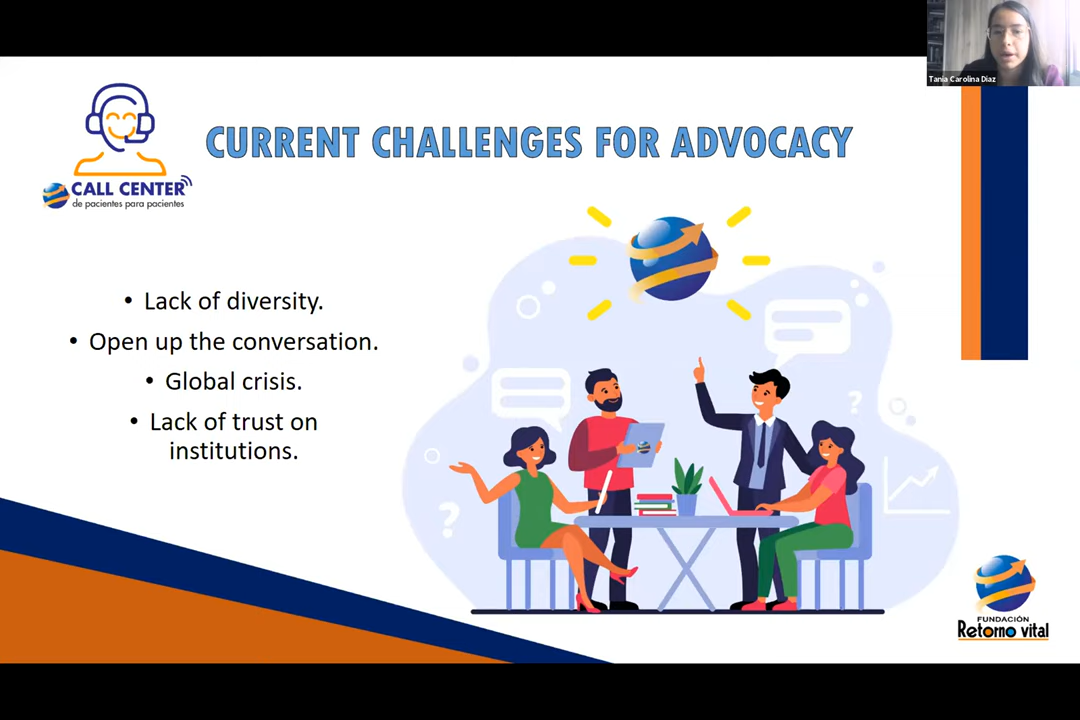 Tania Carolina Diaz
CURRENT CHALLENGES FOR ADVOCACY
CALL CENTER
de pacientes para pacientes
• Lack of diversity.
• Open up the conversation.
• Global crisis.
• Lack of trust on
institutions.
?
?
FUNDACIÓN
Retorno vital